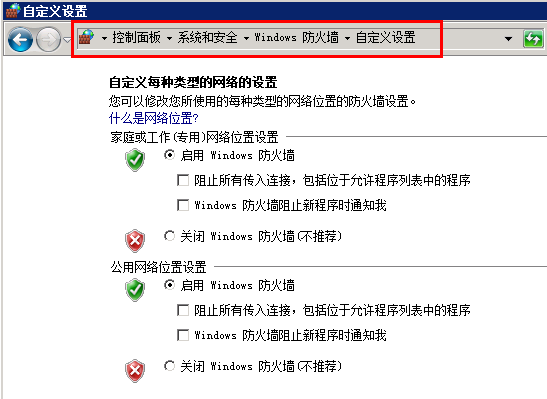 自定义设置
控制面板 系统和安全 Windows 防火墙 自定义设置
自定义每种类型的网络的设置
您可以修改您所使用的每种类型的网络位置的防火墙设置。
什么是网络位置?
家庭或工作(专用)网络位置设置
启用 Windows 防火墙
阻止所有传入连接，包括位于允许程序列表中的程序
Windows 防火墙阻止新程序时通知我
关闭 Windows 防火墙(不推荐)
公用网络位置设置
启用 Windows 防火墙
阻止所有传入连接，包括位于允许程序列表中的程序
Windows 防火墙阻止新程序时通知我
关闭 Windows 防火墙(不推荐)